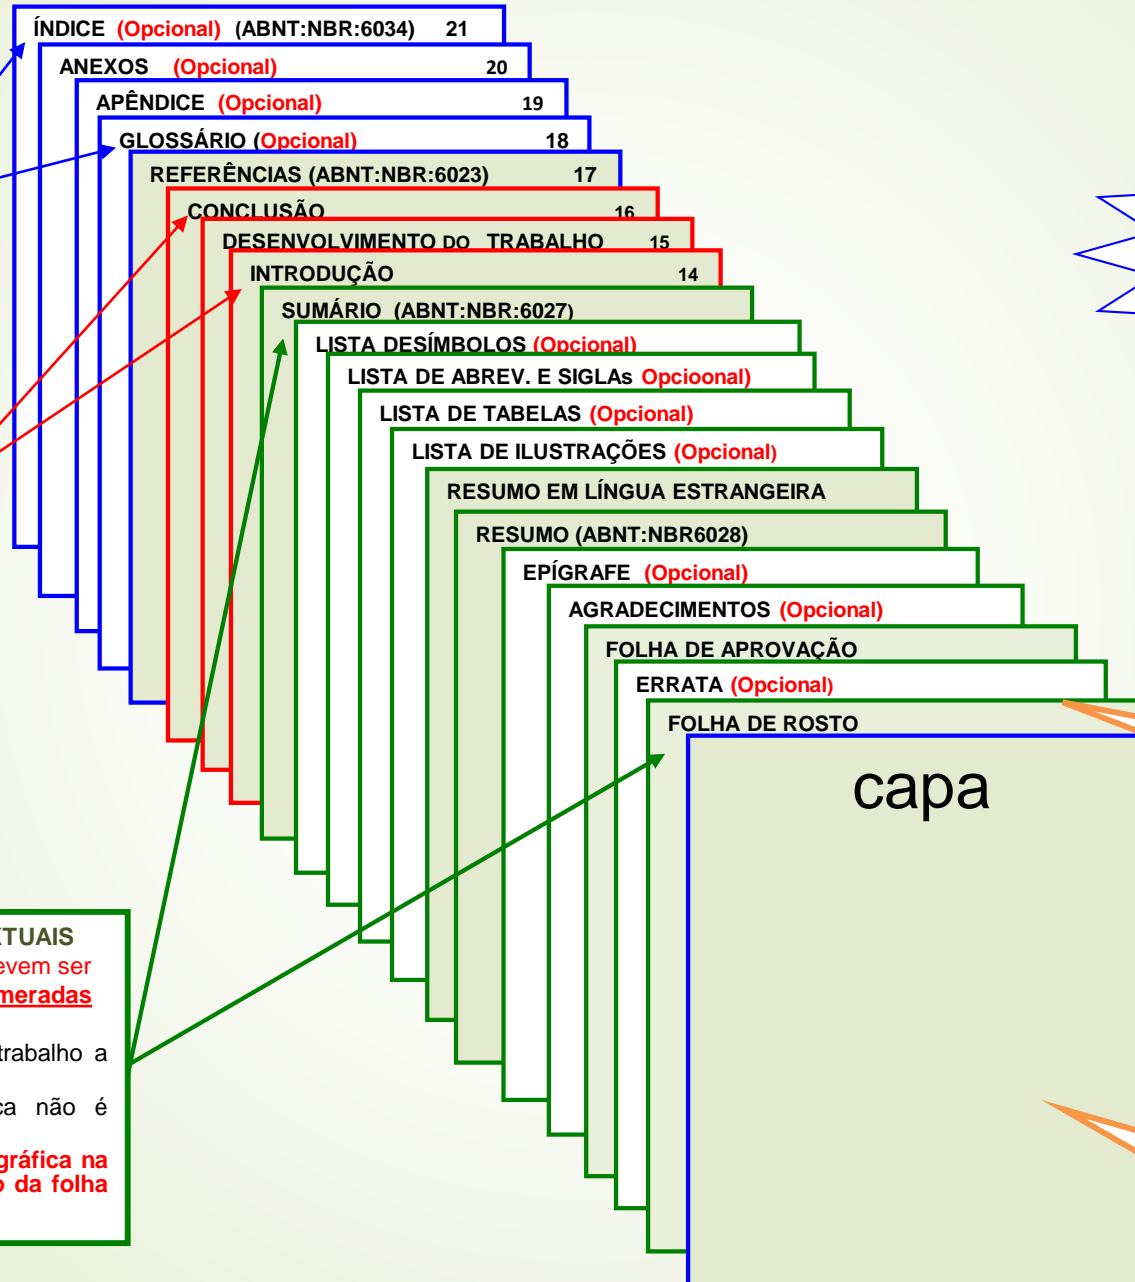 ÍNDICE (Opcional) (ABNT:NBR:6034) 21
ANEXOS (Opcional) 20
APÊNDICE (Opcional) 19
GLOSSÁRIO (Opcional) 18
REFERÊNCIAS (ABNT:NBR:6023) 17
CONCLUSÃO 16
DESENVOLVIMENTO DO TRABALHO 15
INTRODUÇÃO 14
SUMÁRIO (ABNT:NBR:6027)
LISTA DESÍMBOLOS (Opcional)
LISTA DE ABREV. E SIGLAs Opcioonal)
LISTA DE TABELAS (Opcional)
LISTA DE ILUSTRAÇÕES (Opcional)
RESUMO EM LÍNGUA ESTRANGEIRA
RESUMO (ABNT:NBR6028)
EPÍGRAFE (Opcional)
AGRADECIMENTOS (Opcional)
FOLHA DE APROVAÇÃO
ERRATA (Opcional)
FOLHA DE ROSTO
capa
XTUAIS
evem ser
meradas
trabalho a
ca não é
gráfica na
o da folha